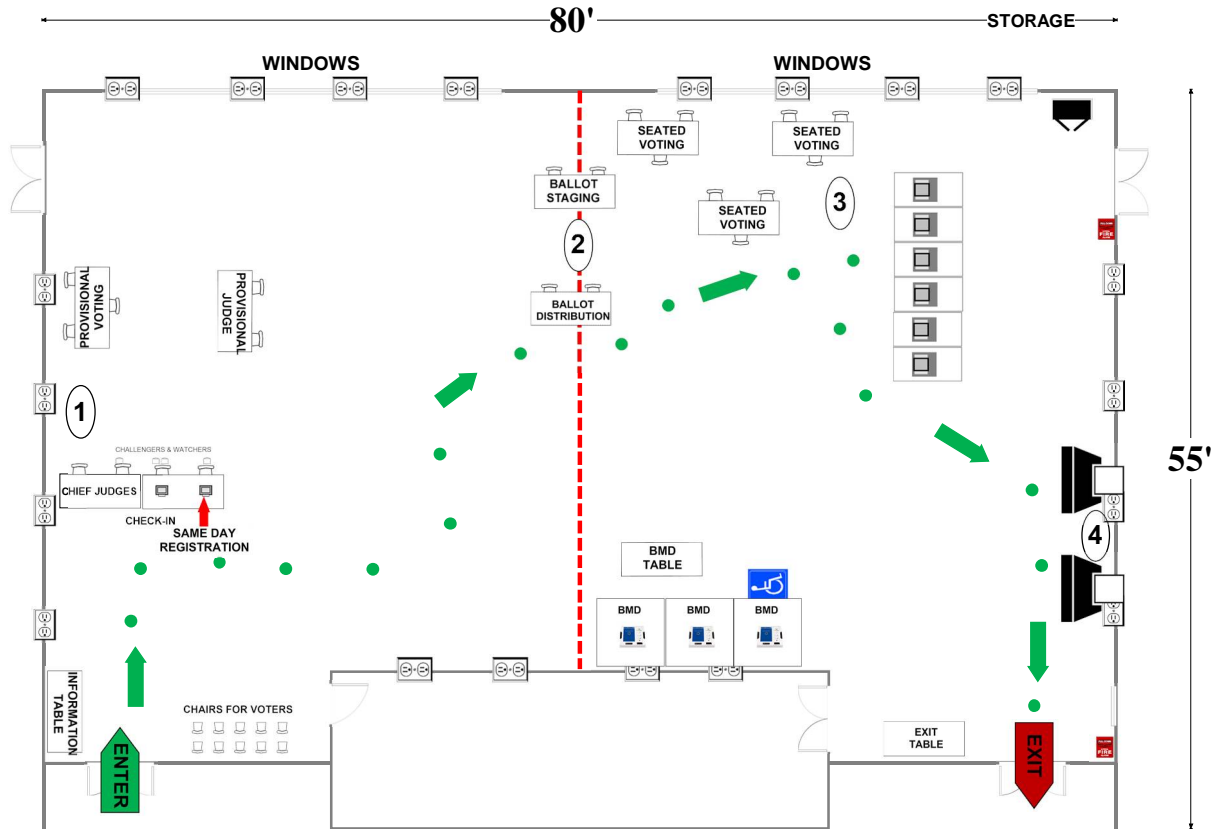 80'
STORAGE
WINDOWS
WINDOWS
SEATED
VOTING
SEATED
VOTING
BALLOT
STAGING
SEATED
VOTING
3
2
PROVISIONAL
VOTING
PROVISIONAL
JUDGE
BALLOT
DISTRIBUTION
1
CHALLENGERS & WATCHERS
CHIEF JUDGES
CHECK-IN
SAME DAY
REGISTRATION
55'
4
BMD
TABLE
BMD
BMD
BMD
INFORMATION
TABLE
CHAIRS FOR VOTERS
ENTER
EXIT
TABLE
EXIT
FIRE
FIRE